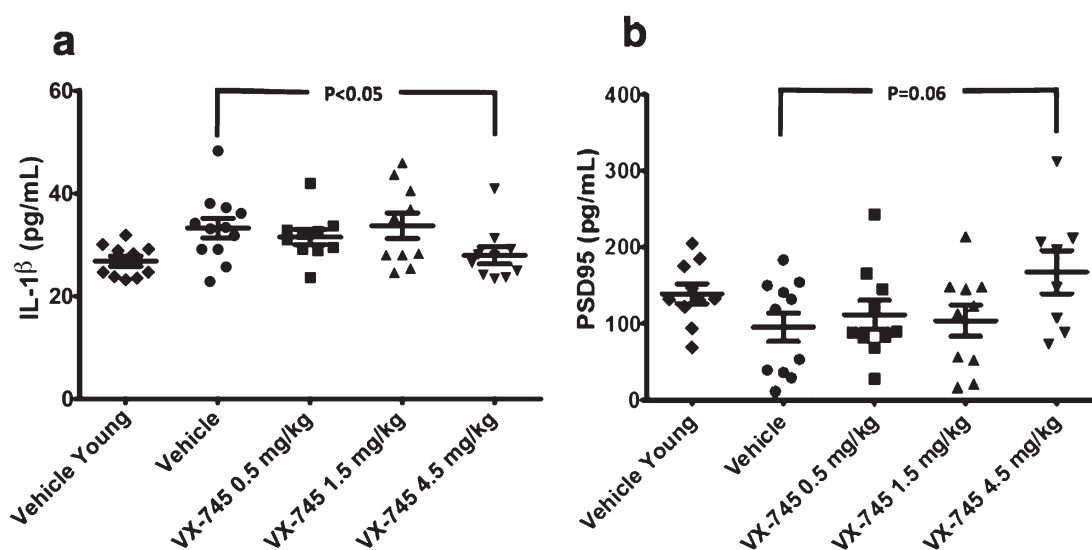 a
60
40
20
0
IL-1β (pg/mL)
P<0.05
Vehicle Young
Vehicle
VX-745 0.5 mg/kg
VX-745 1.5 mg/kg
VX-745 4.5 mg/kg
b
400
300
200
100
0
PSD95 (pg/mL)
P=0.06
Vehicle Young
Vehicle
VX-745 0.5 mg/kg
VX-745 1.5 mg/kg
VX-745 4.5 mg/kg